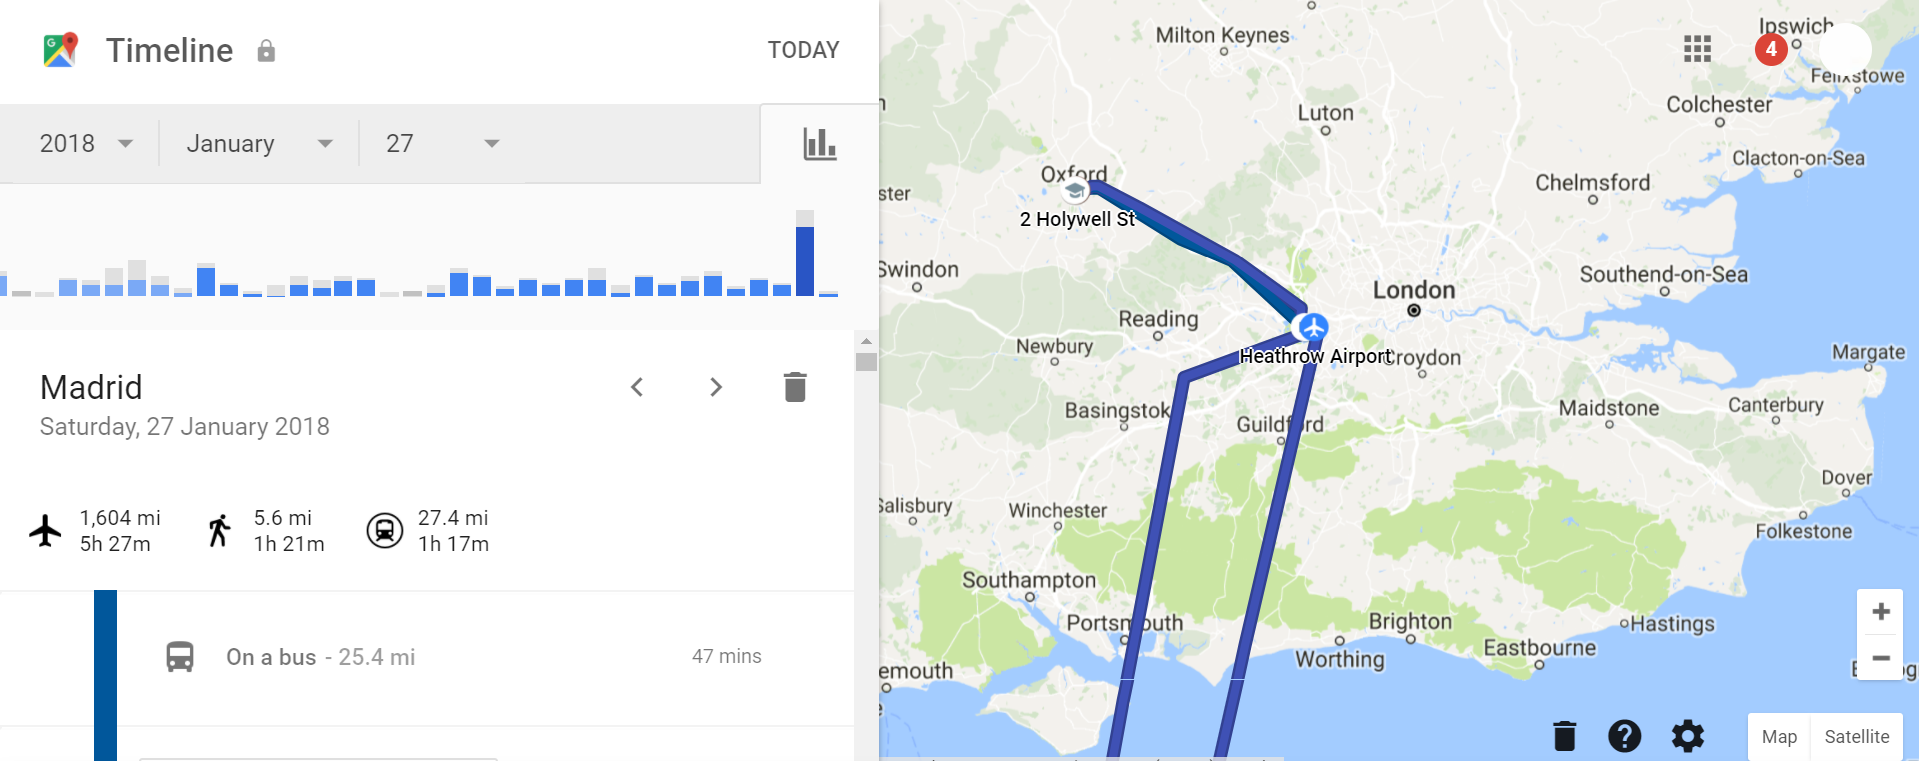 Timeline
TODAY
2018
January
27
Madrid
Saturday, 27 January 2018
1,604 mi
5h 27m
5.6 mi
1h 21m
27.4 mi
1h 17m
On a bus - 25.4 mi
47 mins
Milton Keynes
Ipswich
4
Felixstowe
Colchester
Luton
Clacton-on-Sea
Oxford
Chelmsford
ster
2 Holywell St
Swindon
Southend-on-Sea
London
Reading
Newbury
Heathrow Airport
Croydon
Margate
Basingstok
Guildford
Maidstone
Canterbury
Dover
Salisbury
Winchester
Folkestone
Southampton
Portsmouth
Brighton
Hastings
Worthing
Eastbourne
emouth
Map
Satellite